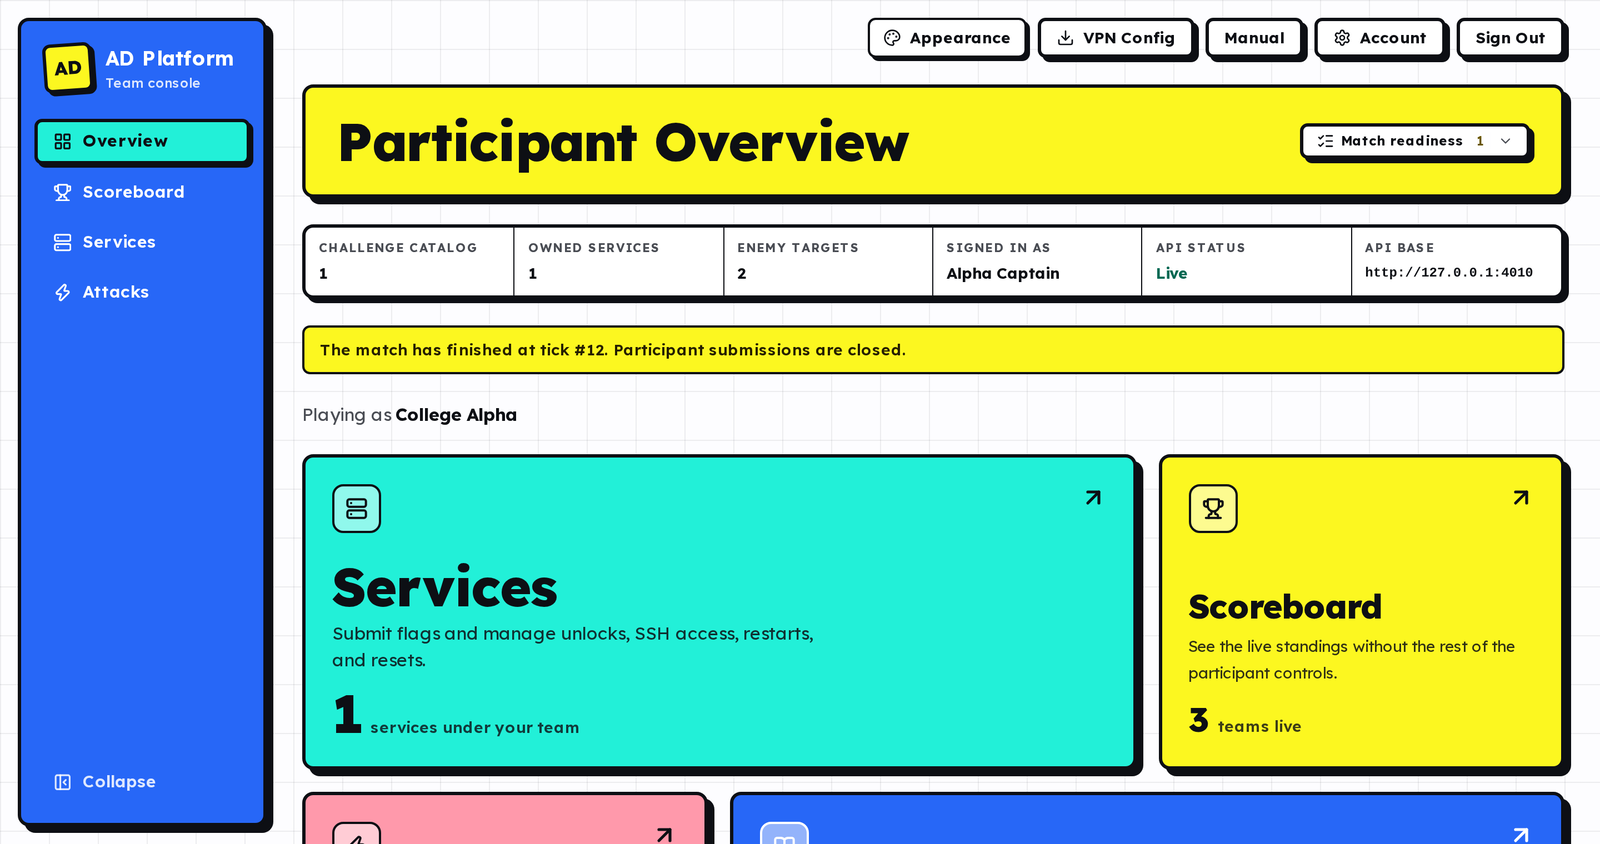 AD
AD Platform
Team console
Overview
Scoreboard
Services
Attacks
Collapse
Appearance
VPN Config
Manual
Account
Sign Out
Participant Overview
Match readiness 1
CHALLENGE CATALOG
1
OWNED SERVICES
1
ENEMY TARGETS
2
SIGNED IN AS
Alpha Captain
API STATUS
Live
API BASE
http://127.0.0.1:4010
The match has finished at tick #12. Participant submissions are closed.
Playing as College Alpha
Services
Submit flags and manage unlocks, SSH access, restarts,
and resets.
1 services under your team
Scoreboard
See the live standings without the rest of the
participant controls.
3 teams live